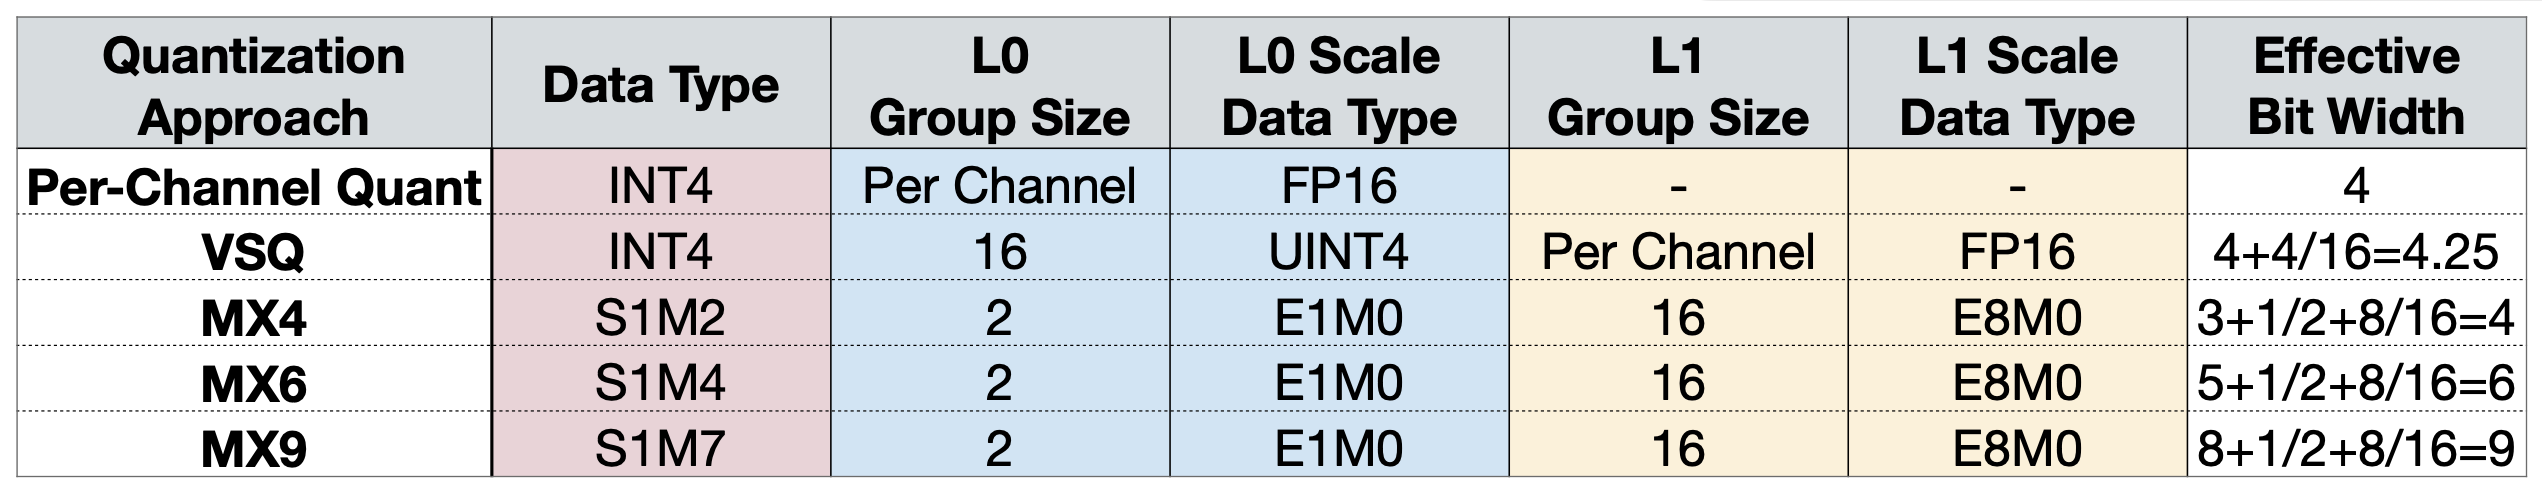 Quantization Approach | Data Type | L0 Group Size | L0 Scale Data Type | L1 Group Size | L1 Scale Data Type | Effective Bit Width
Per-Channel Quant | INT4 | Per Channel | FP16 | - | - | 4
VSQ | INT4 | 16 | UINT4 | Per Channel | FP16 | 4+4/16=4.25
MX4 | S1M2 | 2 | E1M0 | 16 | E8M0 | 3+1/2+8/16=4
MX6 | S1M4 | 2 | E1M0 | 16 | E8M0 | 5+1/2+8/16=6
MX9 | S1M7 | 2 | E1M0 | 16 | E8M0 | 8+1/2+8/16=9